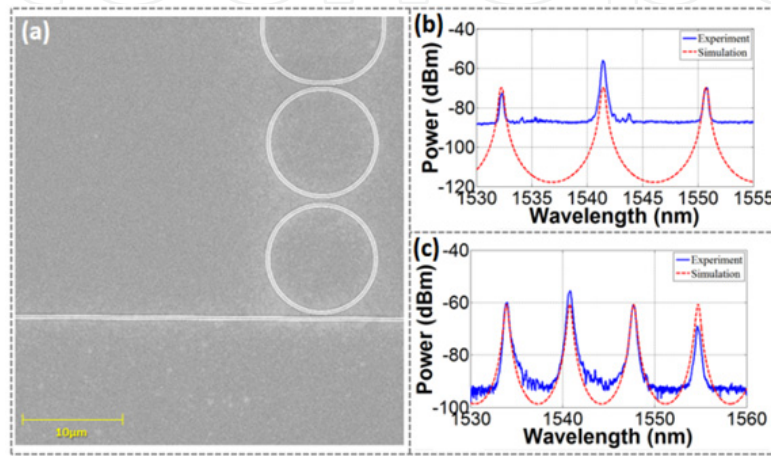 (a)
10µm
(b)
Power (dBm)
-40
-60
-80
-100
-120
Experiment
Simulation
1530 1535 1540 1545 1550 1555
Wavelength (nm)
(c)
Power (dBm)
-40
-60
-80
-100
Experiment
Simulation
1530 1540 1550 1560
Wavelength (nm)